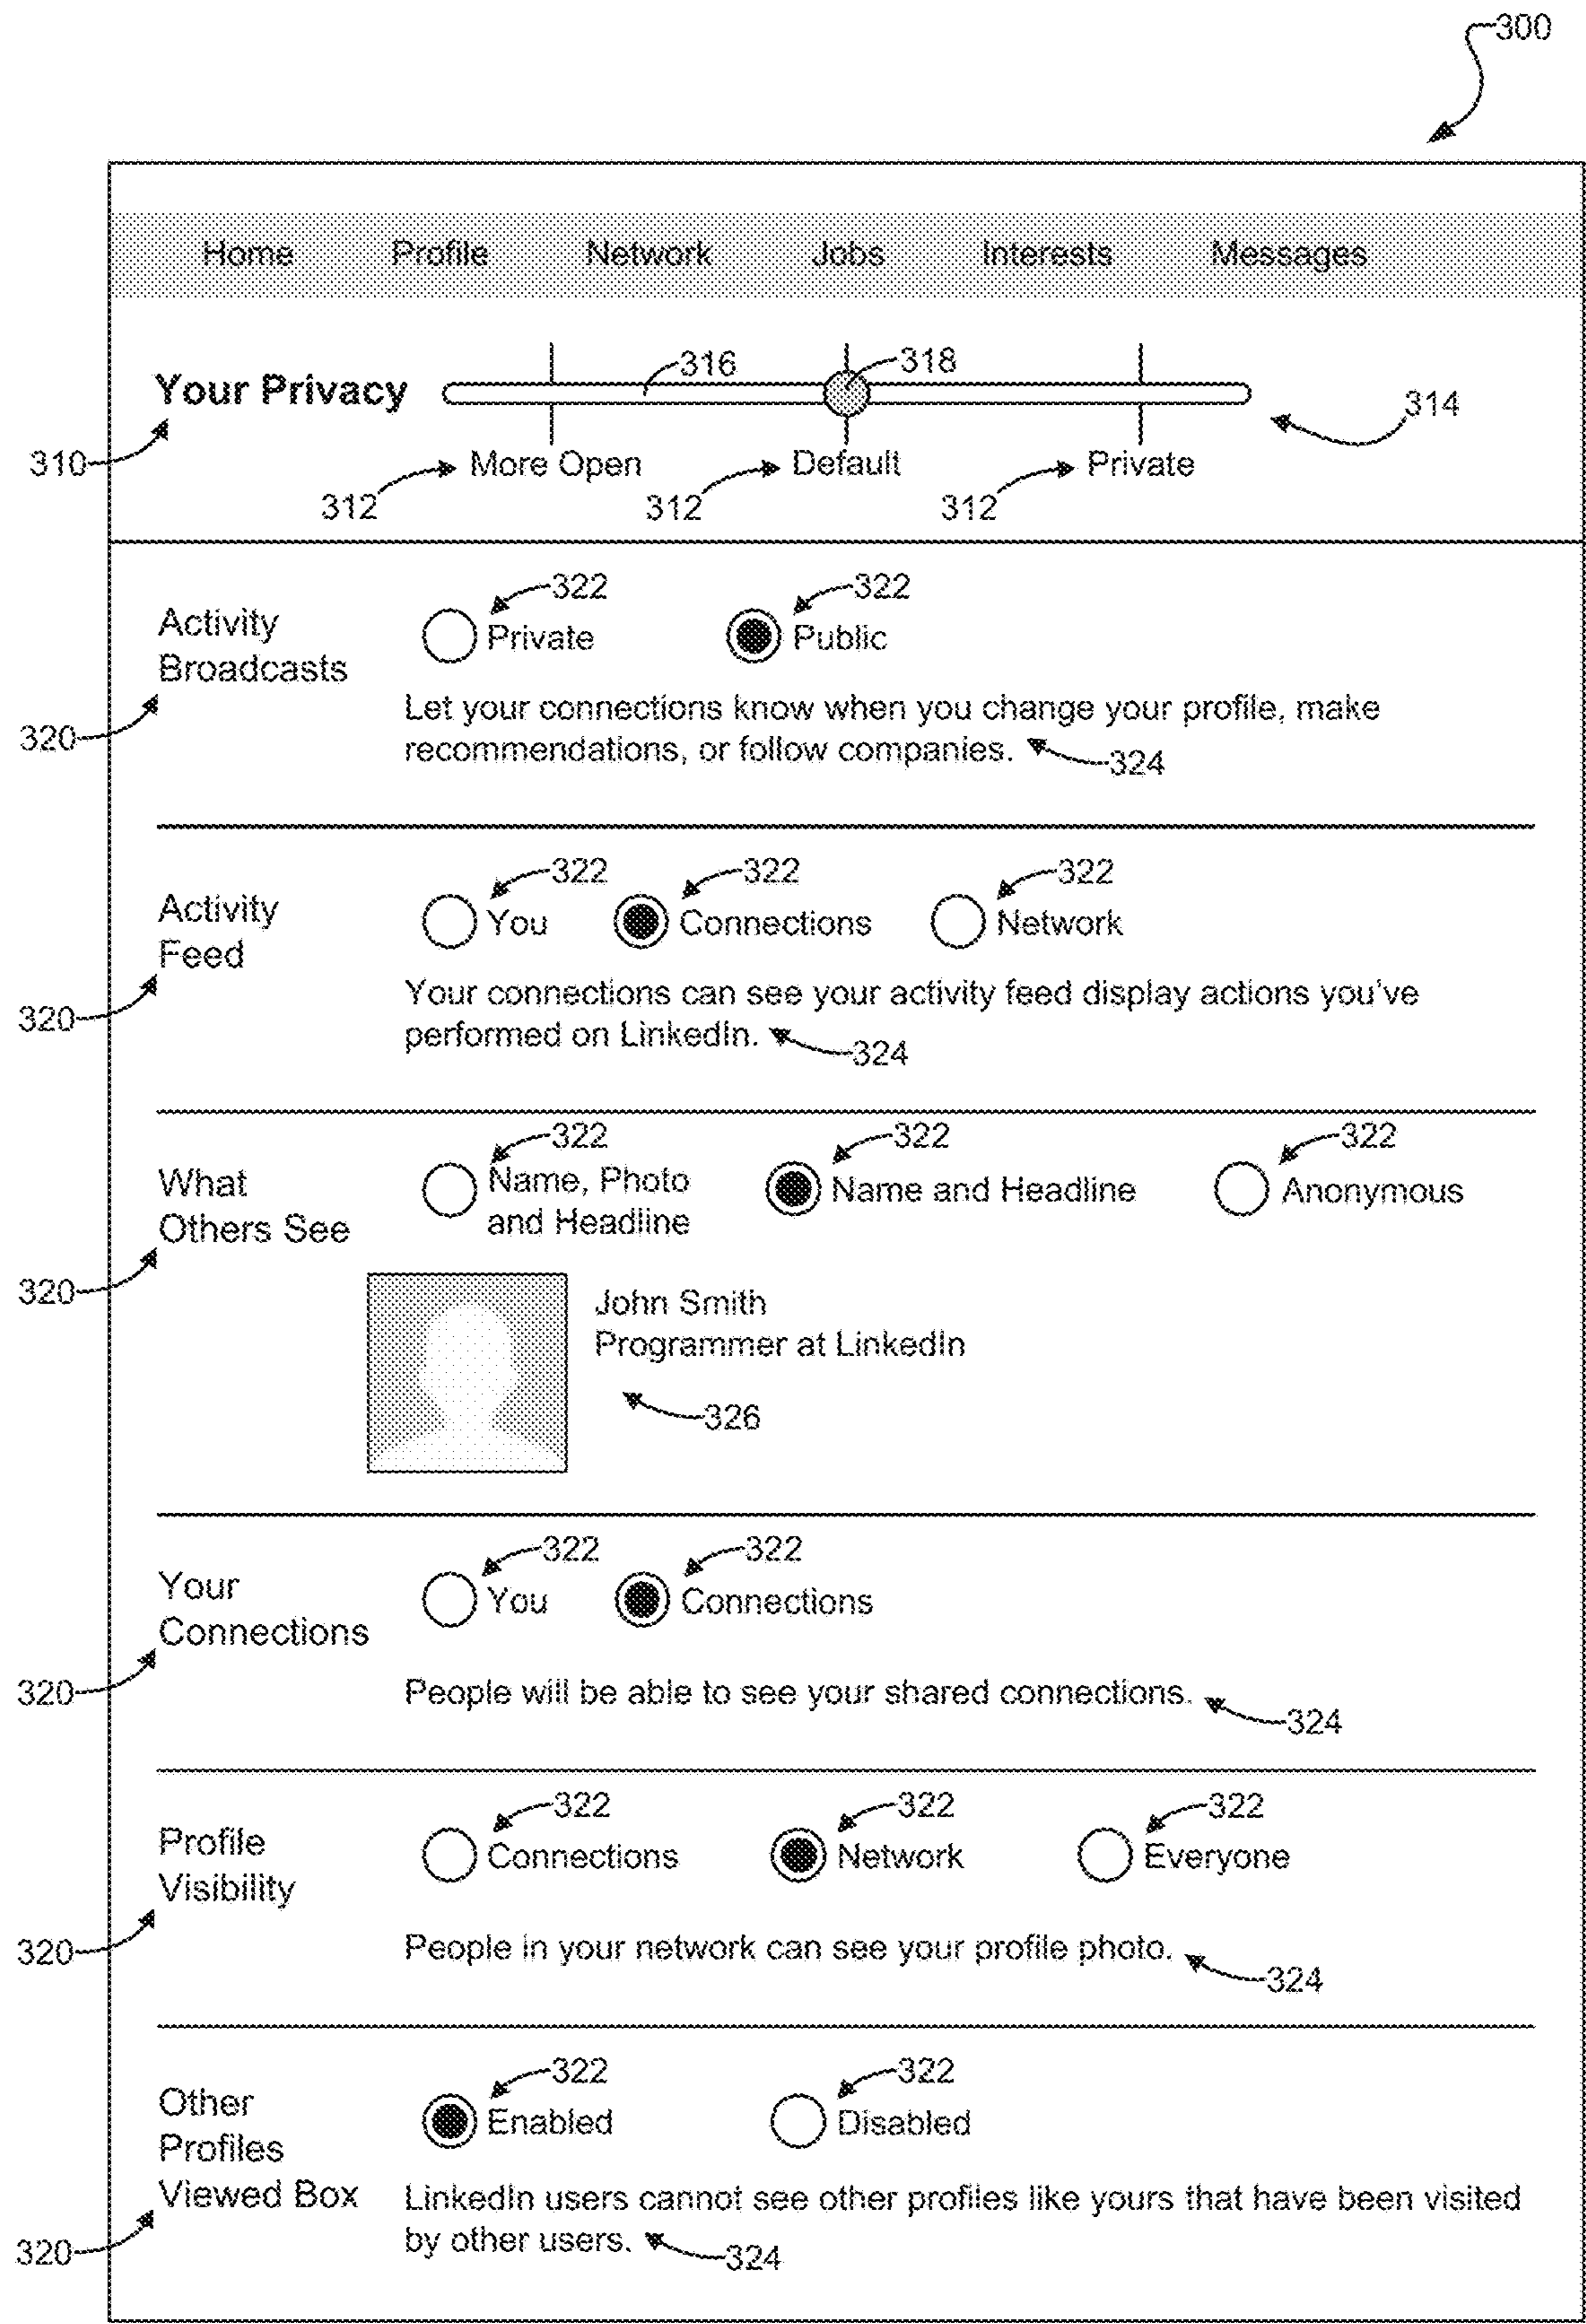 300
Home Profile Network Jobs Interests Messages
316 318
Your Privacy
314
310 More Open Default Private
312 312 312
322 322
Activity
Broadcasts
Private Public
320
Let your connections know when you change your profile, make
recommendations, or follow companies.
324
322 322 322
Activity
Feed
You Connections Network
320
Your connections can see your activity feed display actions you've
performed on LinkedIn.
324
322 322 322
What
Others See
Name, Photo
and Headline
Name and Headline
Anonymous
320
John Smith
Programmer at LinkedIn
326
322 322
Your
Connections
You Connections
320
People will be able to see your shared connections.
324
322 322 322
Profile
Visibility
Connections Network Everyone
320
People in your network can see your profile photo.
324
322 322
Other
Profiles
Viewed Box
Enabled Disabled
320
LinkedIn users cannot see other profiles like yours that have been visited
by other users.
324